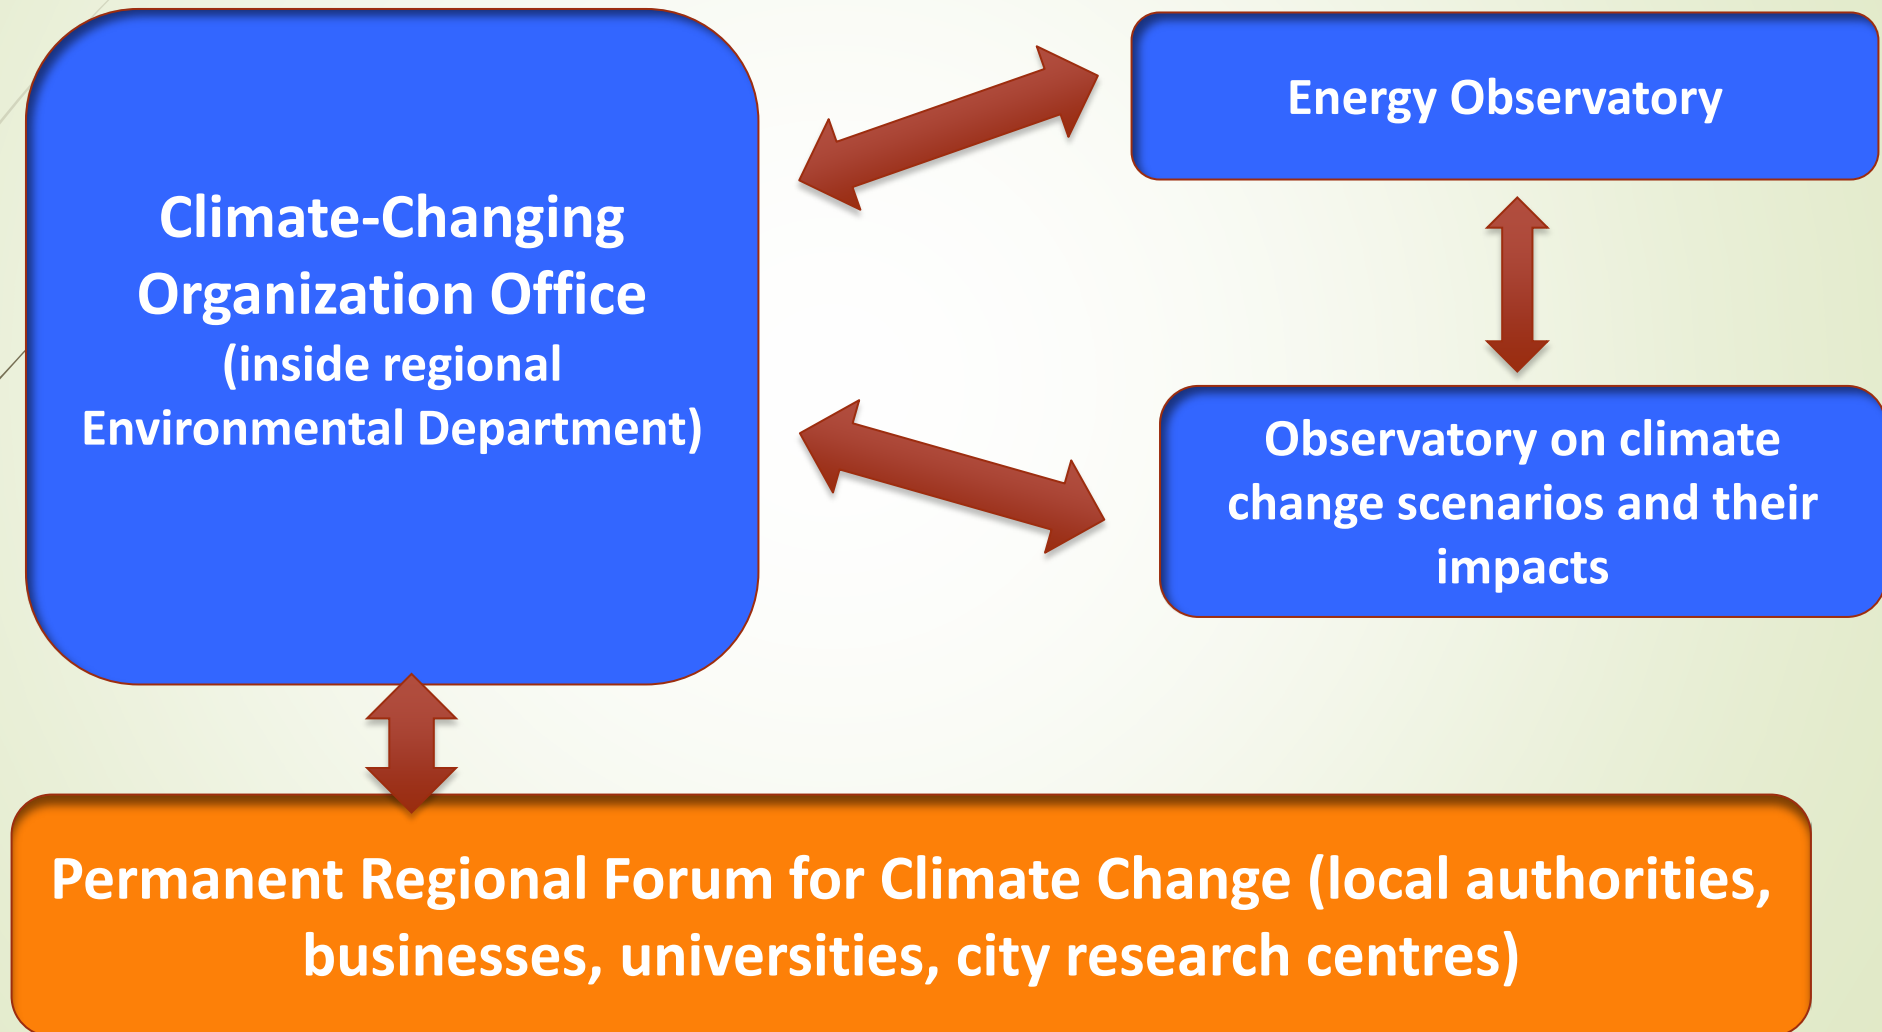 Climate-Changing
Organization Office
(inside regional
Environmental Department)
Energy Observatory
Observatory on climate
change scenarios and their
impacts
Permanent Regional Forum for Climate Change (local authorities,
businesses, universities, city research centres)